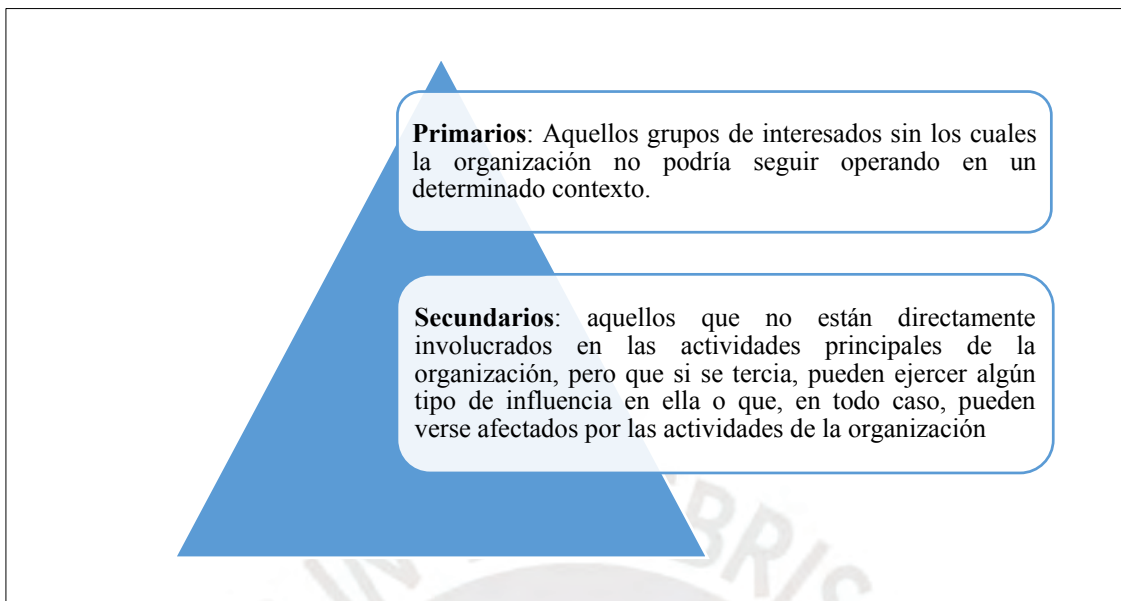 Primarios: Aquellos grupos de interesados sin los cuales
la organización no podría seguir operando en un
determinado contexto.
Secundarios: aquellos que no están directamente
involucrados en las actividades principales de la
organización, pero que si se tercia, pueden ejercer algún
tipo de influencia en ella o que, en todo caso, pueden
verse afectados por las actividades de la organización